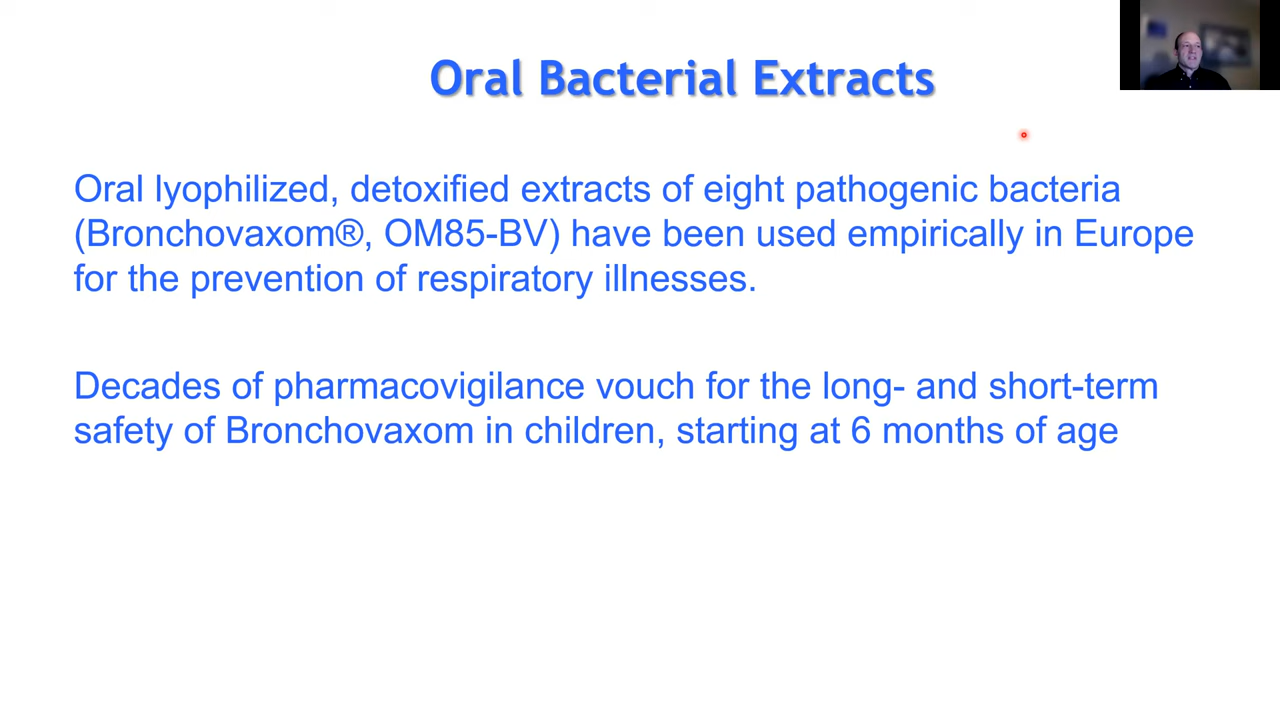 Oral Bacterial Extracts
Oral lyophilized, detoxified extracts of eight pathogenic bacteria
(Bronchovaxom®, OM85-BV) have been used empirically in Europe
for the prevention of respiratory illnesses.
Decades of pharmacovigilance vouch for the long- and short-term
safety of Bronchovaxom in children, starting at 6 months of age